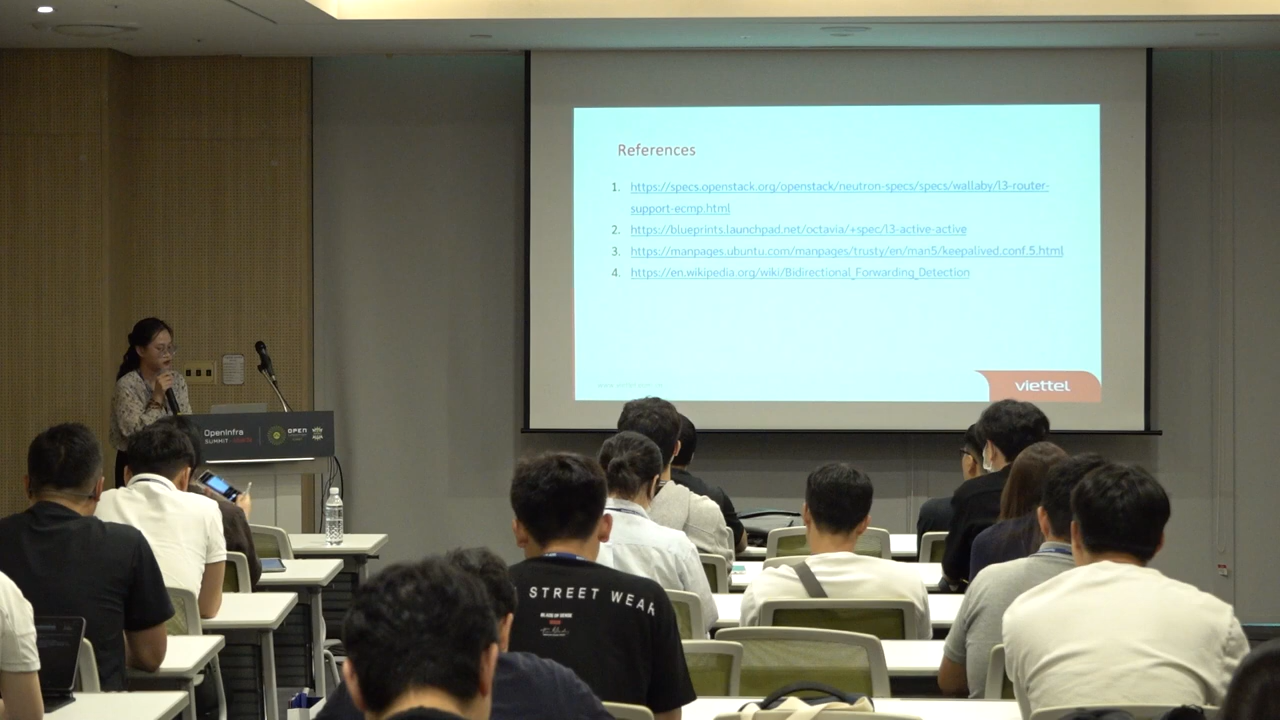 References
1. https://specs.openstack.org/openstack/neutron-specs/specs/wallaby/l3-router-
support-ecmp.html
2. https://blueprints.launchpad.net/octavia/+spec/l3-active-active
3. https://manpages.ubuntu.com/manpages/trusty/en/man5/keepalived.conf.5.html
4. https://en.wikipedia.org/wiki/Bidirectional_Forwarding_Detection
viettel
OpenInfra
SUMMIT
OPEN
STREET WEAR